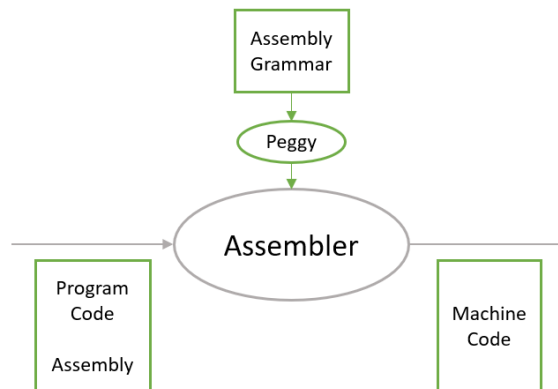 Assembly
Grammar
Peggy
Assembler
Program
Code
Assembly
Machine
Code